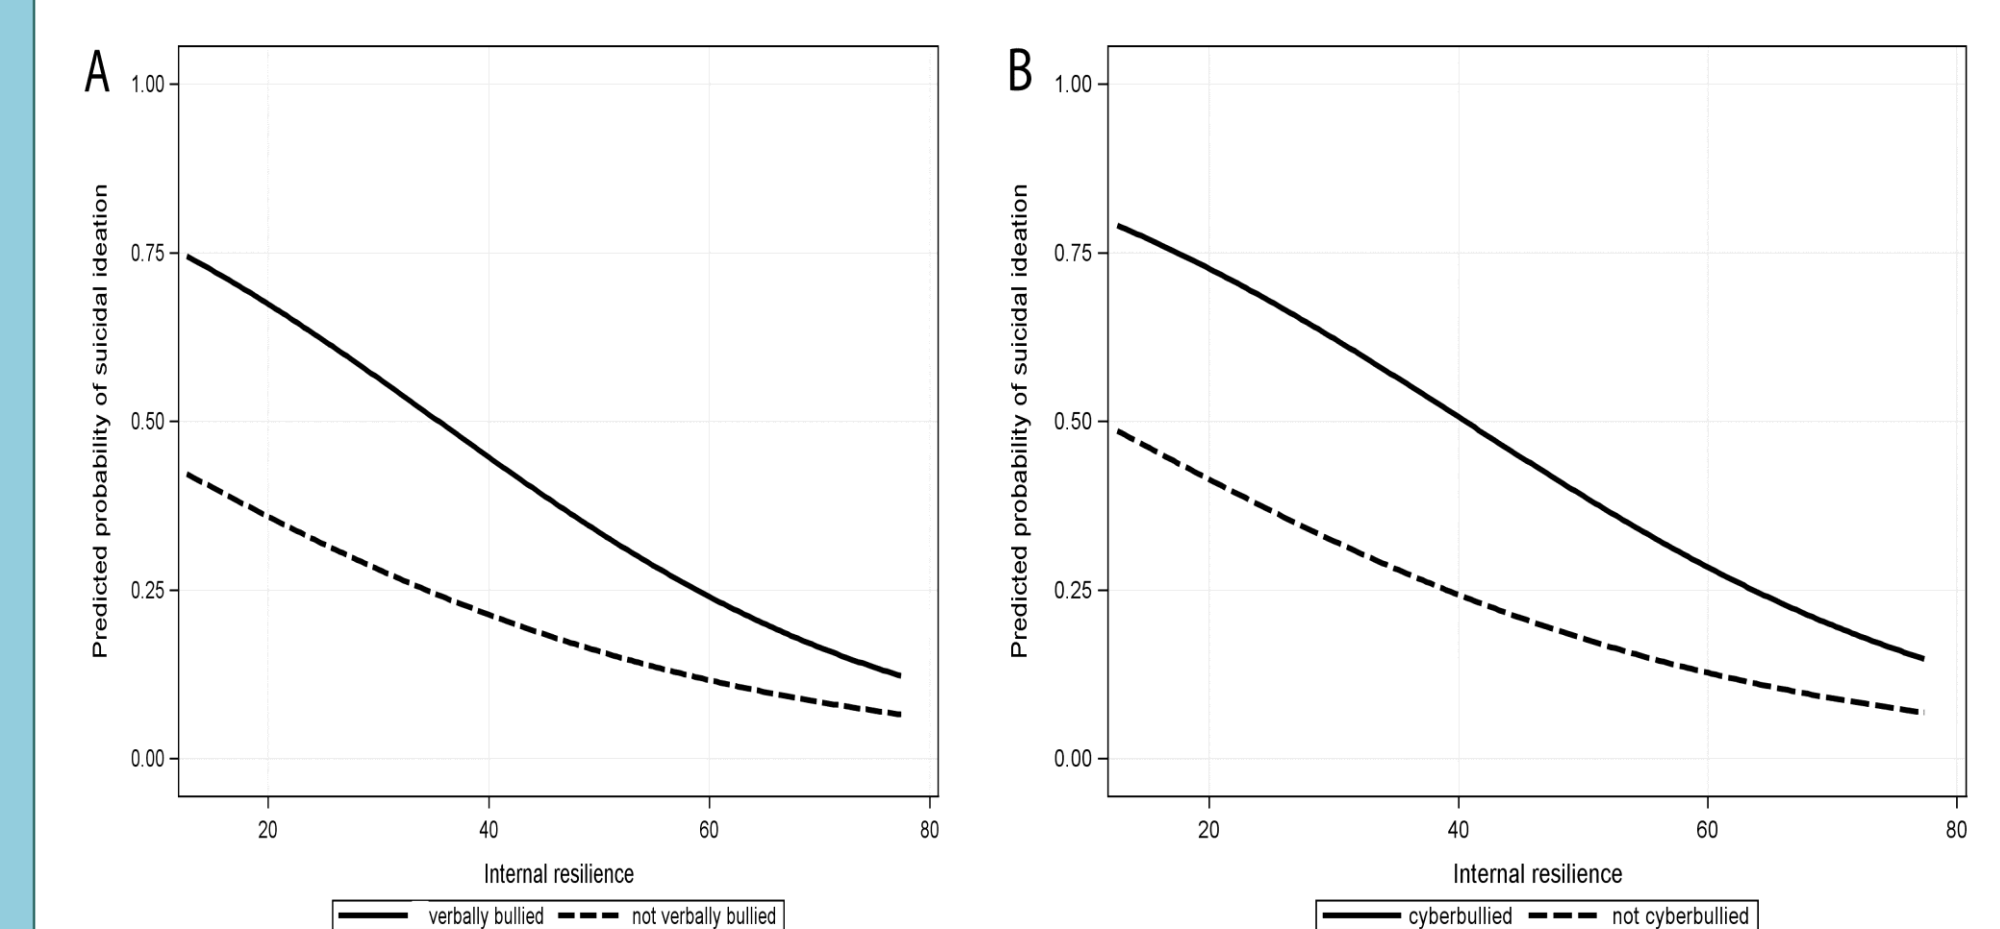 A
1.00
0.75
0.50
0.25
0.00
Predicted probability of suicidal ideation
20 40 60 80
Internal resilience
verbally bullied not verbally bullied
B
1.00
0.75
0.50
0.25
0.00
Predicted probability of suicidal ideation
20 40 60 80
Internal resilience
cyberbullied not cyberbullied